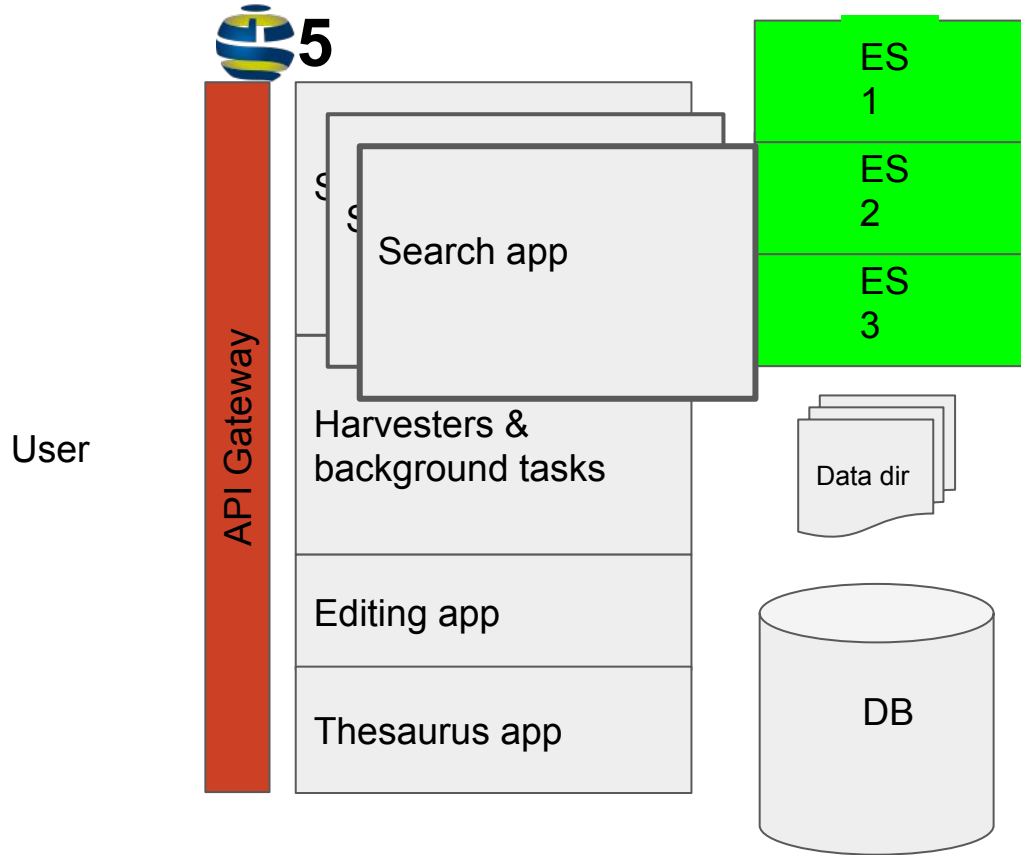 5
User
API Gateway
S
S
Search app
Harvesters &
background tasks
Editing app
Thesaurus app
ES
1
ES
2
ES
3
Data dir
DB